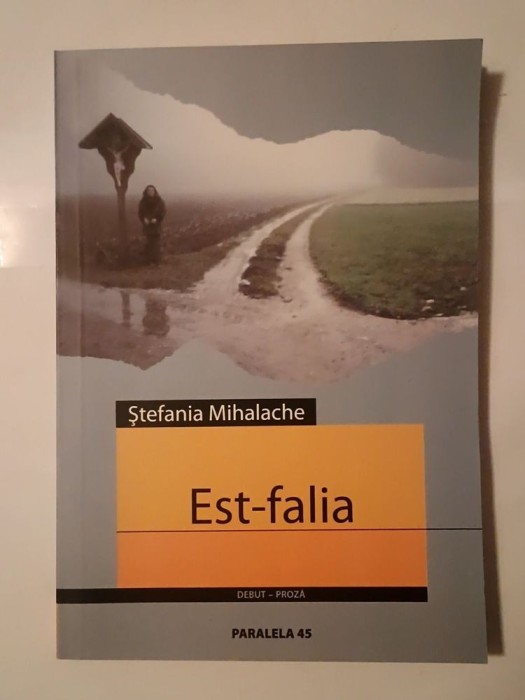 Ştefania Mihalache
Est-falia
DEBUT – PROZĂ
PARALELA 45